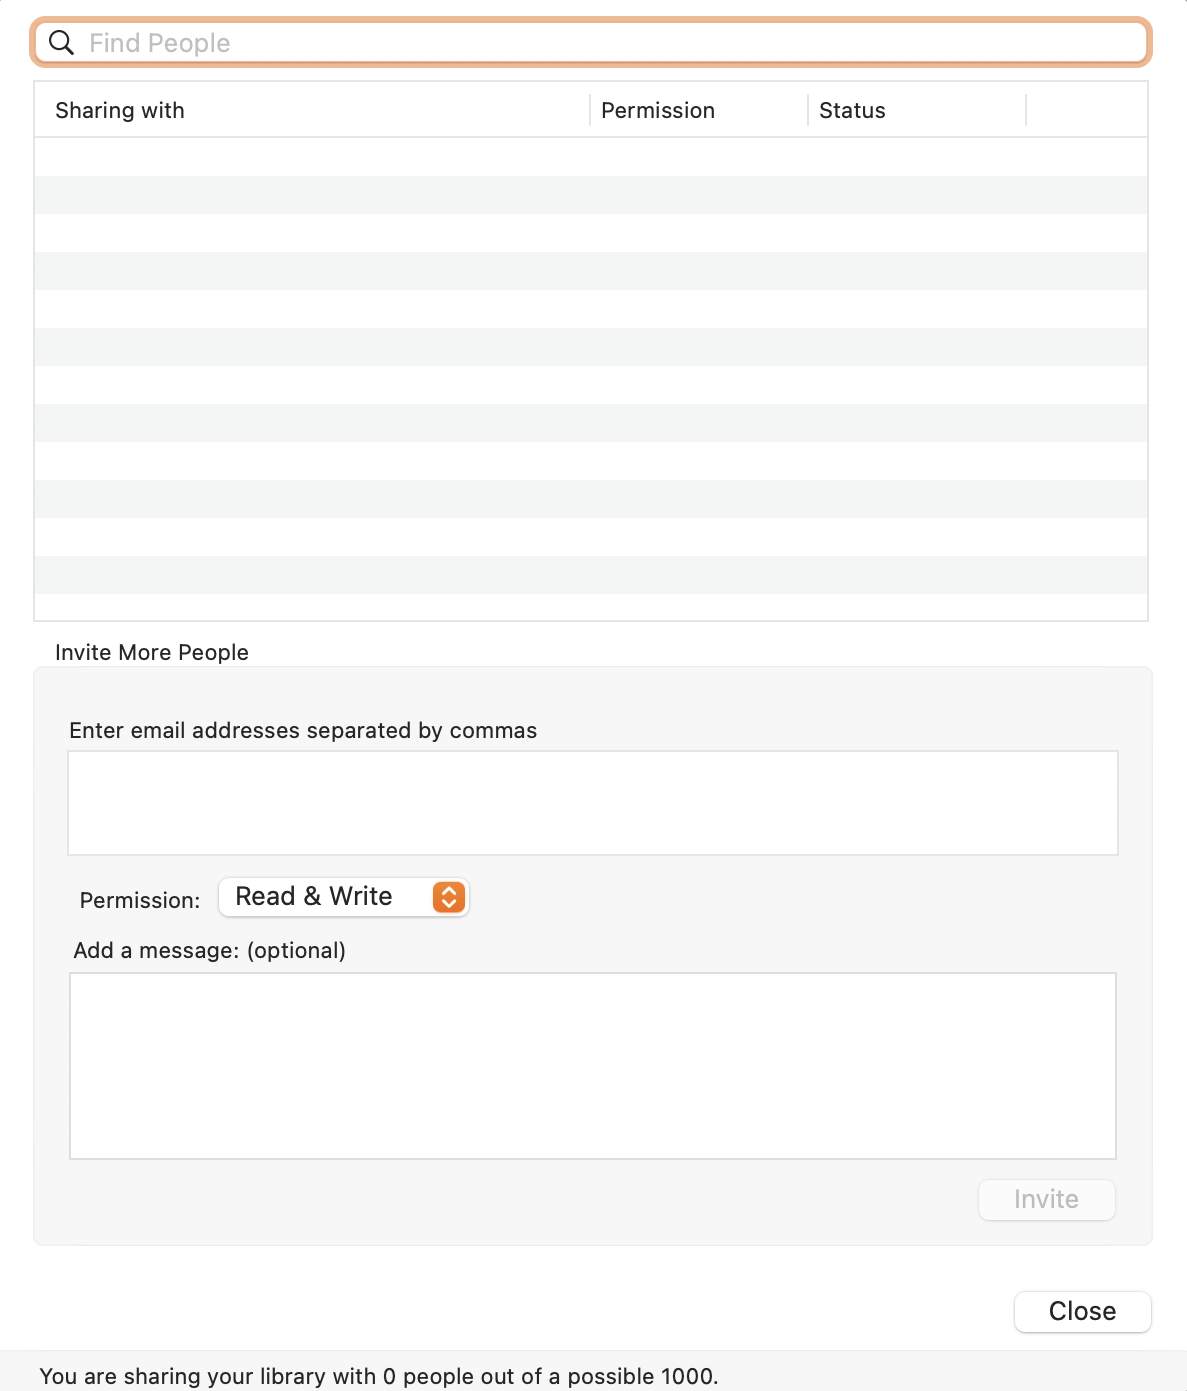 Find People
Sharing with Permission Status
Invite More People
Enter email addresses separated by commas
Permission: Read & Write
Add a message: (optional)
Invite
Close
You are sharing your library with 0 people out of a possible 1000.